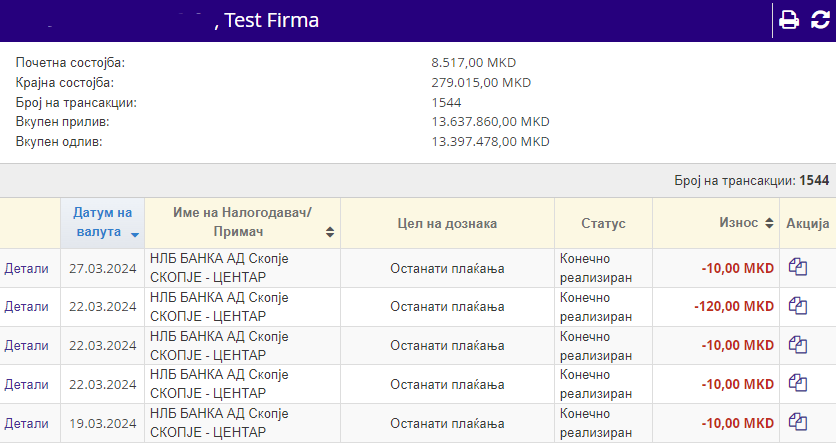 , Test Firma
Почетна состојба: 8.517,00 MKD
Крајна состојба: 279.015,00 MKD
Број на трансакции: 1544
Вкупен прилив: 13.637.860,00 MKD
Вкупен одлив: 13.397.478,00 MKD
Број на трансакции: 1544
Датум на валута Име на Налогодавач/Примач Цел на дознака Статус Износ Акција
Детали 27.03.2024 НЛБ БАНКА АД Скопје СКОПЈЕ - ЦЕНТАР Останати плаќања Конечно реализиран -10,00 MKD
Детали 22.03.2024 НЛБ БАНКА АД Скопје СКОПЈЕ - ЦЕНТАР Останати плаќања Конечно реализиран -120,00 MKD
Детали 22.03.2024 НЛБ БАНКА АД Скопје СКОПЈЕ - ЦЕНТАР Останати плаќања Конечно реализиран -10,00 MKD
Детали 22.03.2024 НЛБ БАНКА АД Скопје СКОПЈЕ - ЦЕНТАР Останати плаќања Конечно реализиран -10,00 MKD
Детали 19.03.2024 НЛБ БАНКА АД Скопје СКОПЈЕ - ЦЕНТАР Останати плаќања Конечно реализиран -10,00 MKD